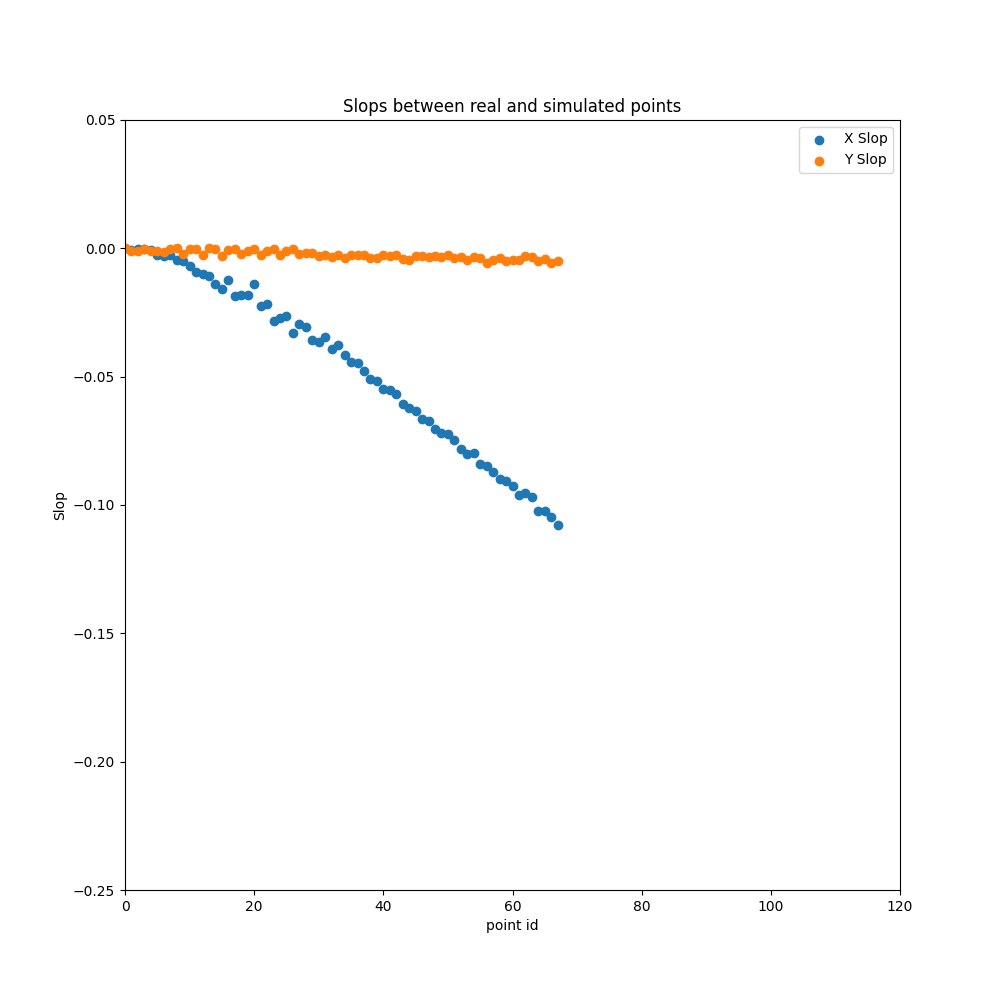 Slops between real and simulated points
X Slop
Y Slop
0.05
0.00
−0.05
−0.10
−0.15
−0.20
−0.25
Slop
0 20 40 60 80 100 120
point id